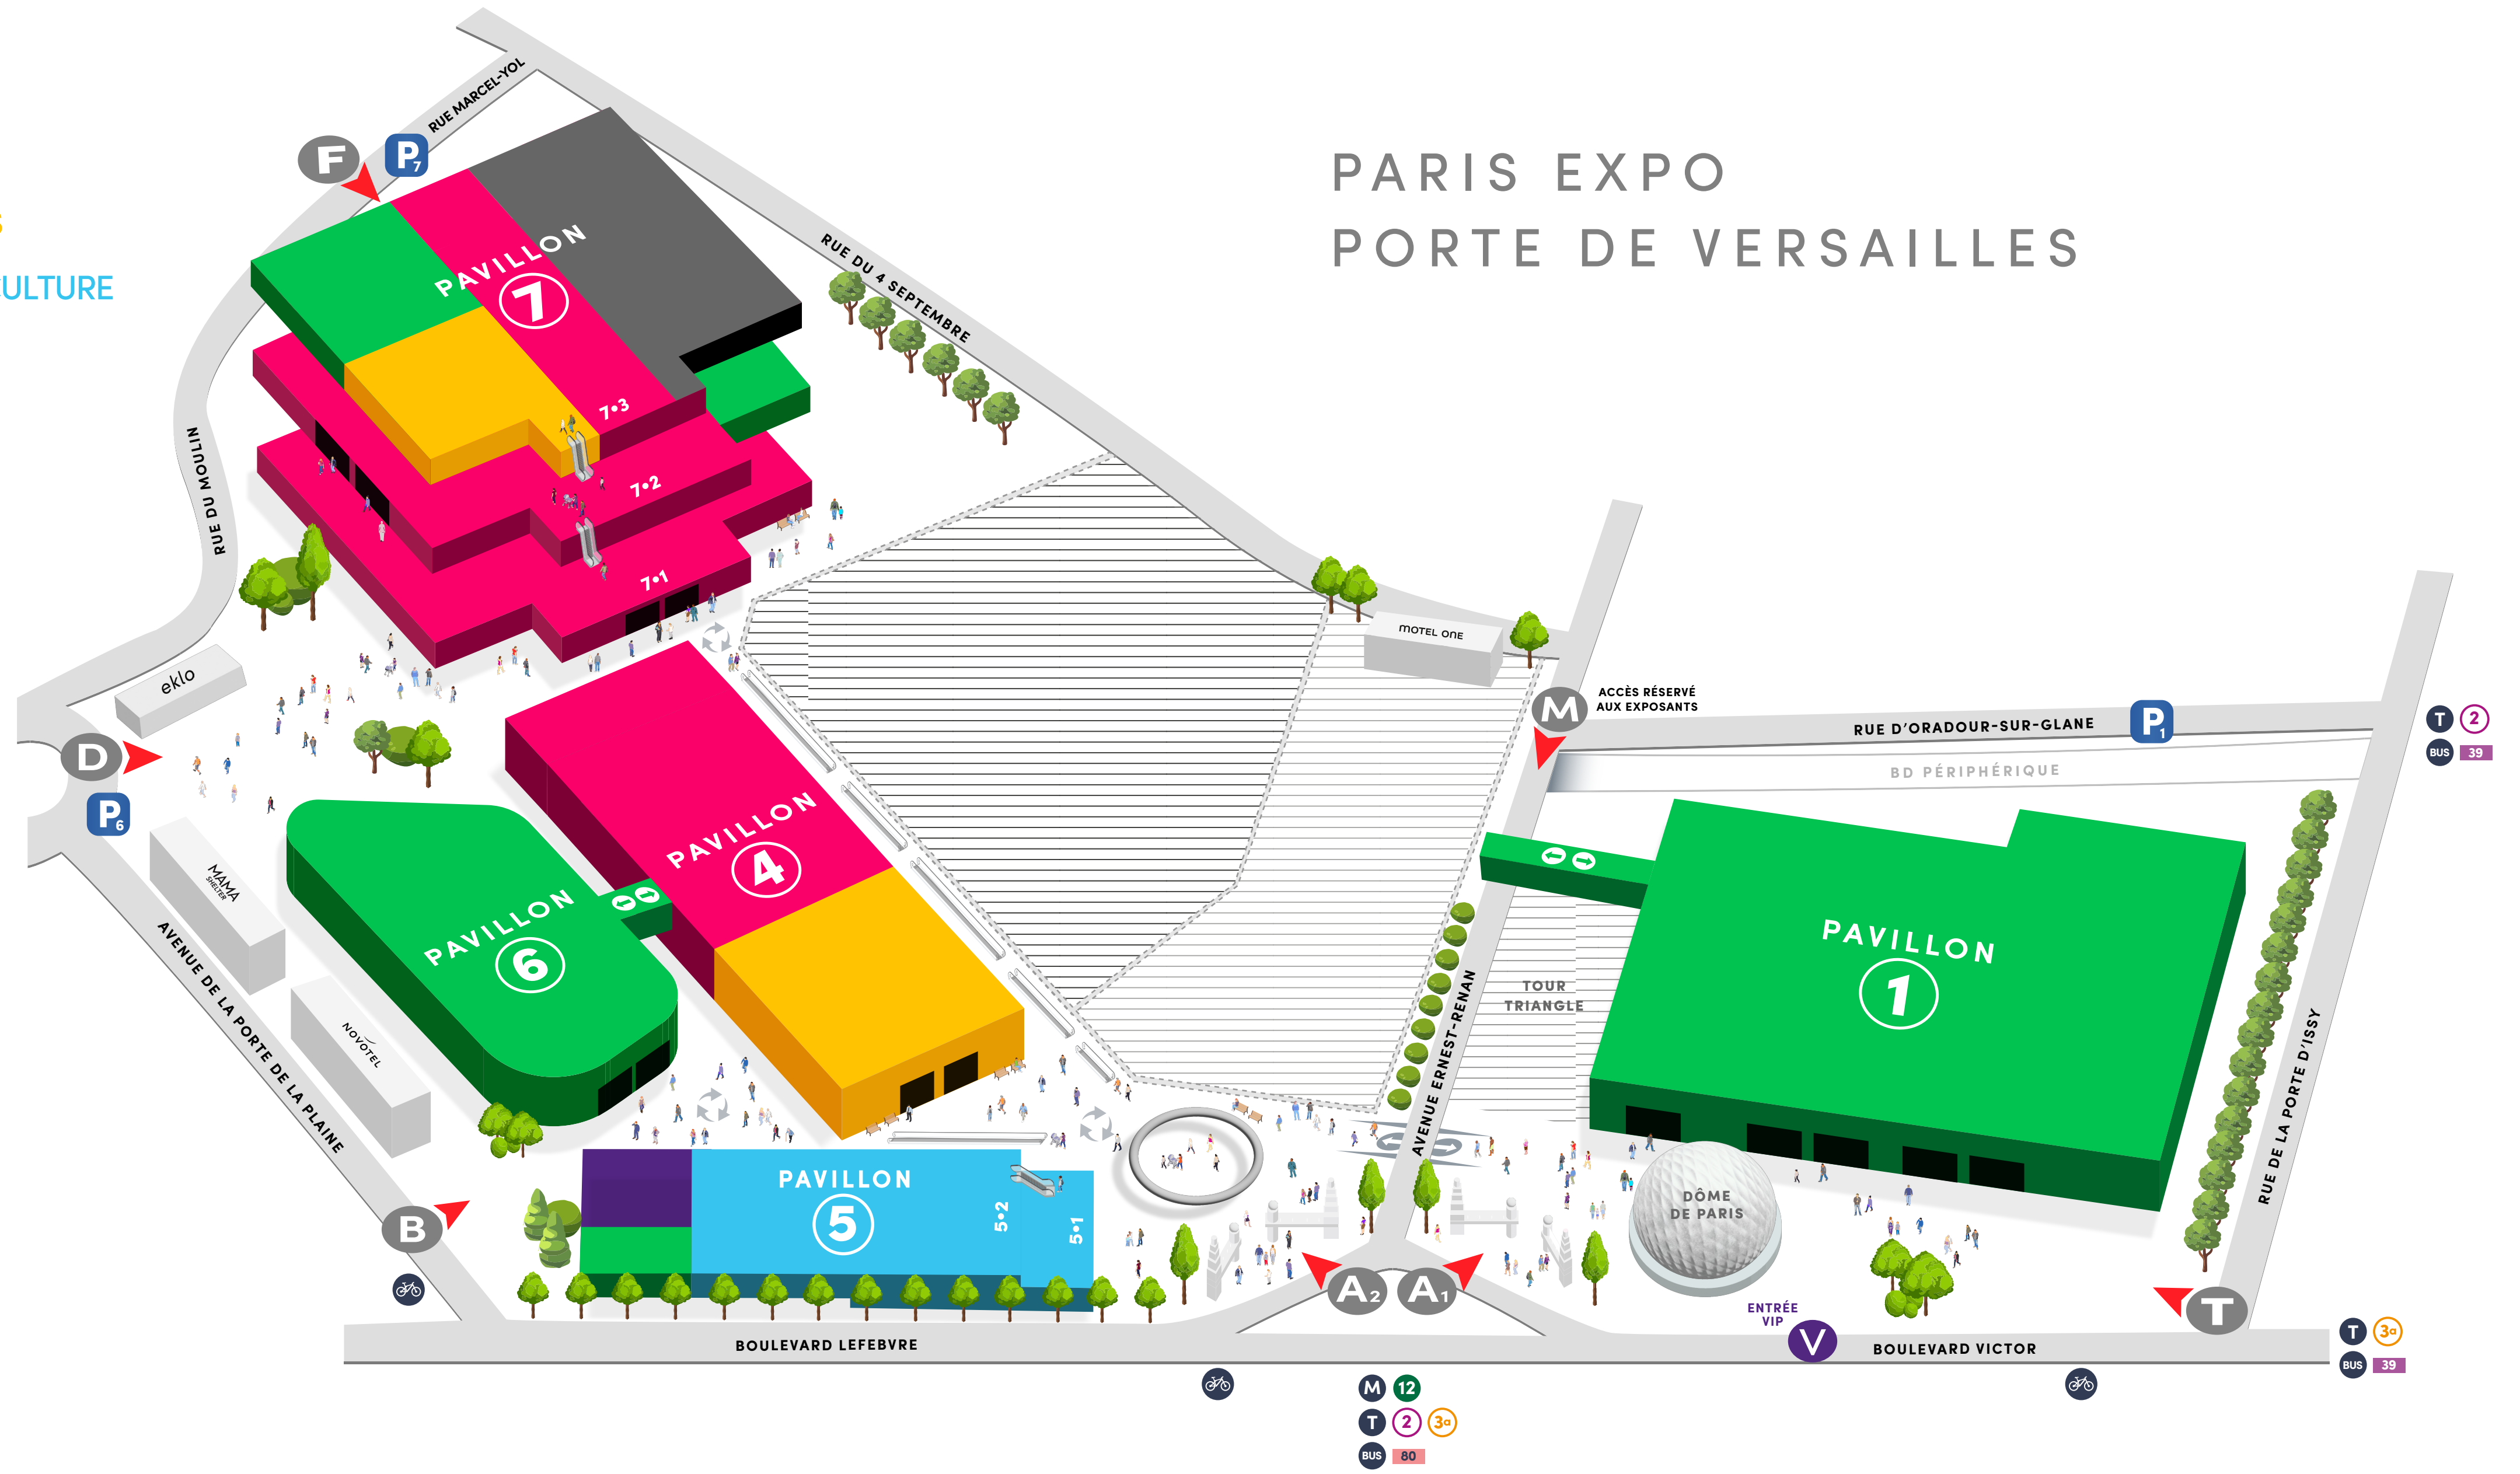 PARIS EXPO
PORTE DE VERSAILLES
RUE MARCEL-YOL
F
P7
S
CULTURE
PAVILLON
7
7•3
7•2
7•1
RUE DU 4 SEPTEMBRE
RUE DU MOULIN
eklo
D
P6
MAMA
SHELTER
NOVOTEL
AVENUE DE LA PORTE DE LA PLAINE
PAVILLON
6
PAVILLON
4
B
PAVILLON
5
5•2
5•1
BOULEVARD LEFEBVRE
MOTEL ONE
M
ACCÈS RÉSERVÉ
AUX EXPOSANTS
RUE D'ORADOUR-SUR-GLANE
P1
BD PÉRIPHÉRIQUE
T 2
BUS 39
TOUR
TRIANGLE
AVENUE ERNEST-RENAN
PAVILLON
1
RUE DE LA PORTE D'ISSY
DÔME
DE PARIS
A2
A1
ENTRÉE
VIP
V
BOULEVARD VICTOR
T
T 3a
BUS 39
M 12
T 2 3a
BUS 80